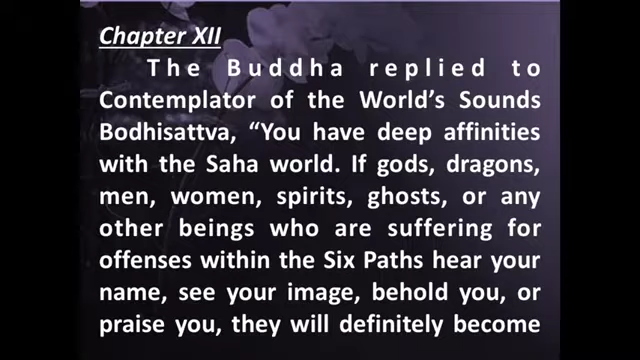 Chapter XII
The Buddha replied to
Contemplator of the World's Sounds
Bodhisattva, “You have deep affinities
with the Saha world. If gods, dragons,
men, women, spirits, ghosts, or any
other beings who are suffering for
offenses within the Six Paths hear your
name, see your image, behold you, or
praise you, they will definitely become